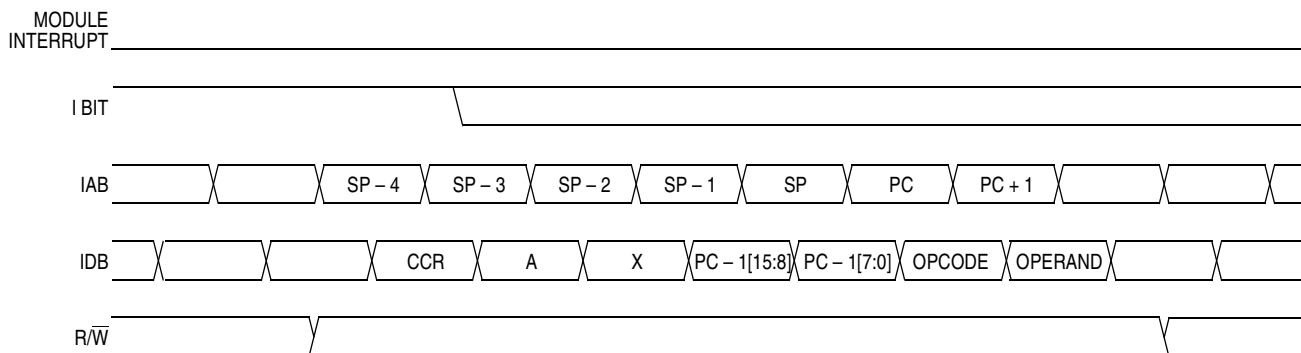 MODULE
INTERRUPT
I BIT
IAB SP – 4 SP – 3 SP – 2 SP – 1 SP PC PC + 1
IDB CCR A X PC – 1[15:8] PC – 1[7:0] OPCODE OPERAND
R/W̅